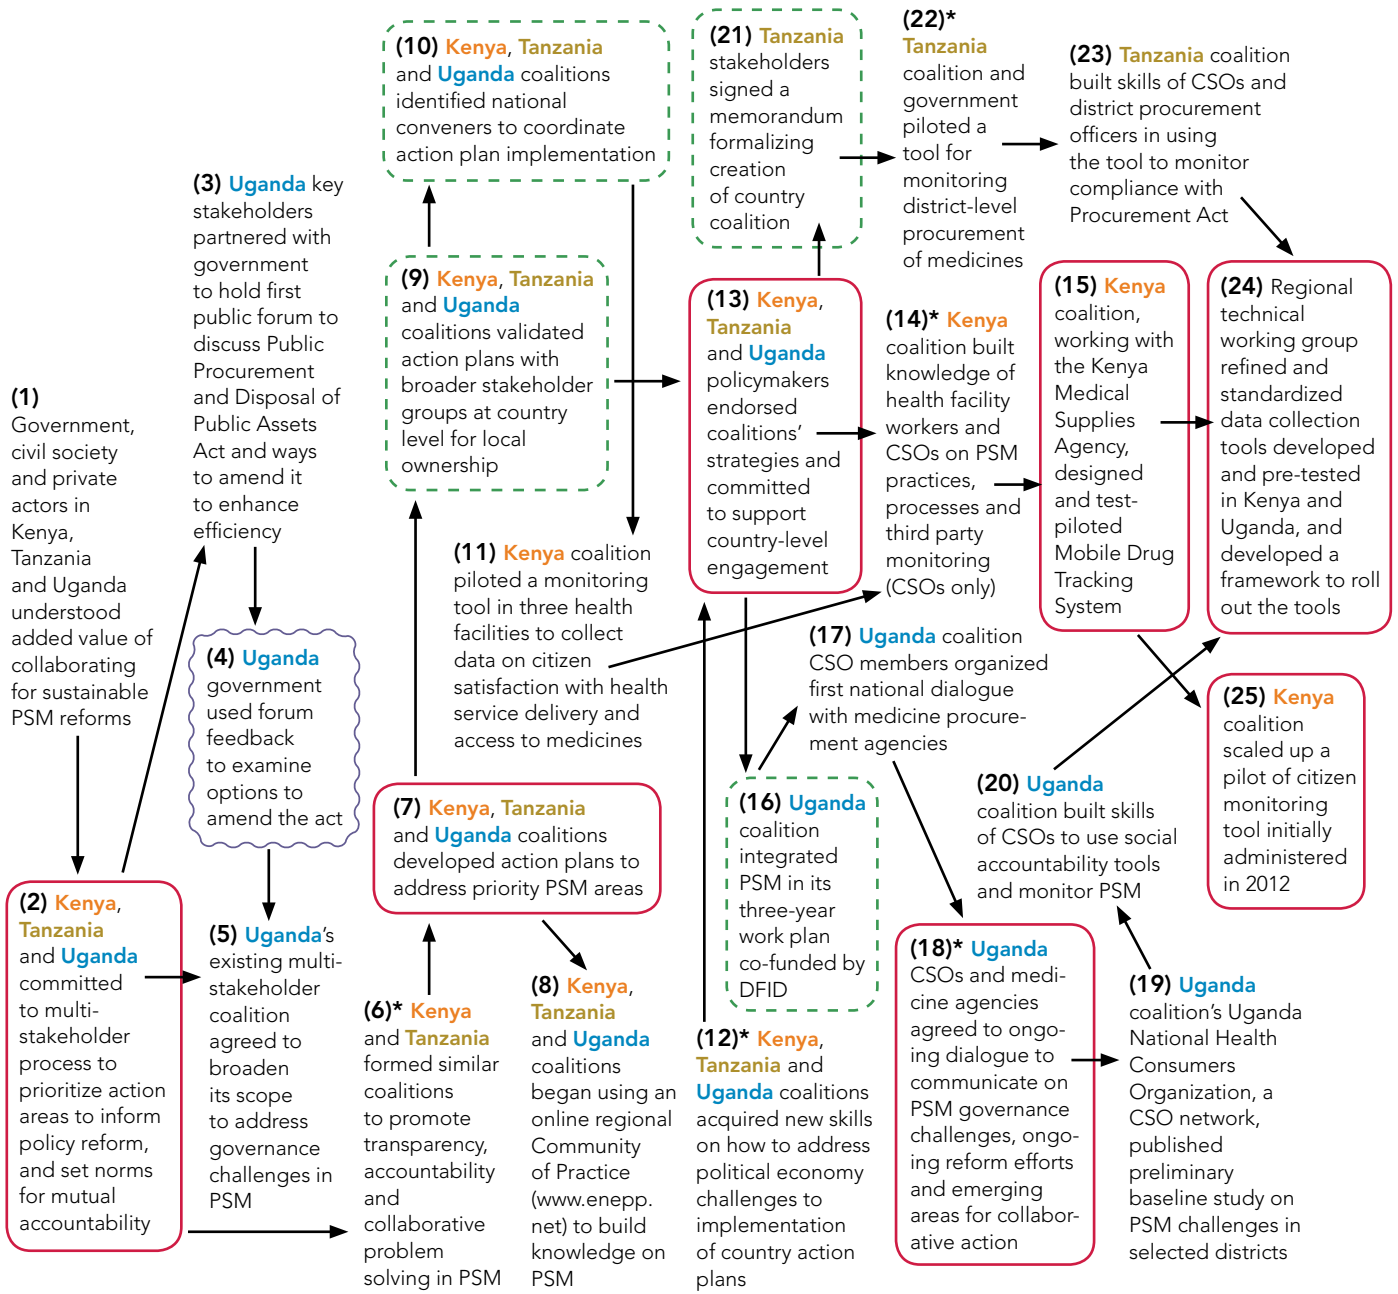 (1)
Government,
civil society
and private
actors in
Kenya,
Tanzania
and Uganda
understood
added value of
collaborating
for sustainable
PSM reforms
(2) Kenya,
Tanzania
and Uganda
committed
to multi-
stakeholder
process to
prioritize action
areas to inform
policy reform,
and set norms
for mutual
accountability
(3) Uganda key
stakeholders
partnered with
government
to hold first
public forum to
discuss Public
Procurement
and Disposal of
Public Assets
Act and ways
to amend it
to enhance
efficiency
(4) Uganda
government
used forum
feedback
to examine
options to
amend the act
(5) Uganda's
existing multi-
stakeholder
coalition
agreed to
broaden
its scope
to address
governance
challenges in
PSM
(6)* Kenya
and Tanzania
formed similar
coalitions
to promote
transparency,
accountability
and
collaborative
problem
solving in PSM
(7) Kenya, Tanzania
and Uganda coalitions
developed action plans to
address priority PSM areas
(8) Kenya,
Tanzania
and Uganda
coalitions
began using an
online regional
Community
of Practice
(www.enepp.
net) to build
knowledge on
PSM
(9) Kenya, Tanzania
and Uganda
coalitions validated
action plans with
broader stakeholder
groups at country
level for local
ownership
(10) Kenya, Tanzania
and Uganda coalitions
identified national
conveners to coordinate
action plan implementation
(11) Kenya coalition
piloted a monitoring
tool in three health
facilities to collect
data on citizen
satisfaction with health
service delivery and
access to medicines
(12)* Kenya,
Tanzania and
Uganda coalitions
acquired new skills
on how to address
political economy
challenges to
implementation
of country action
plans
(13) Kenya,
Tanzania
and Uganda
policymakers
endorsed
coalitions'
strategies and
committed
to support
country-level
engagement
(14)* Kenya
coalition built
knowledge of
health facility
workers and
CSOs on PSM
practices,
processes and
third party
monitoring
(CSOs only)
(15) Kenya
coalition,
working with
the Kenya
Medical
Supplies
Agency,
designed
and test-
piloted
Mobile Drug
Tracking
System
(16) Uganda
coalition
integrated
PSM in its
three-year
work plan
co-funded by
DFID
(17) Uganda coalition
CSO members organized
first national dialogue
with medicine procure-
ment agencies
(18)* Uganda
CSOs and medi-
cine agencies
agreed to ongo-
ing dialogue to
communicate on
PSM governance
challenges, ongo-
ing reform efforts
and emerging
areas for collabor-
ative action
(19) Uganda
coalition's Uganda
National Health
Consumers
Organization, a
CSO network,
published
preliminary
baseline study on
PSM challenges in
selected districts
(20) Uganda
coalition built skills
of CSOs to use social
accountability tools
and monitor PSM
(21) Tanzania
stakeholders
signed a
memorandum
formalizing
creation
of country
coalition
(22)*
Tanzania
coalition and
government
piloted a
tool for
monitoring
district-level
procurement
of medicines
(23) Tanzania coalition
built skills of CSOs and
district procurement
officers in using
the tool to monitor
compliance with
Procurement Act
(24) Regional
technical
working group
refined and
standardized
data collection
tools developed
and pre-tested
in Kenya and
Uganda, and
developed a
framework to roll
out the tools
(25) Kenya
coalition
scaled up a
pilot of citizen
monitoring
tool initially
administered
in 2012